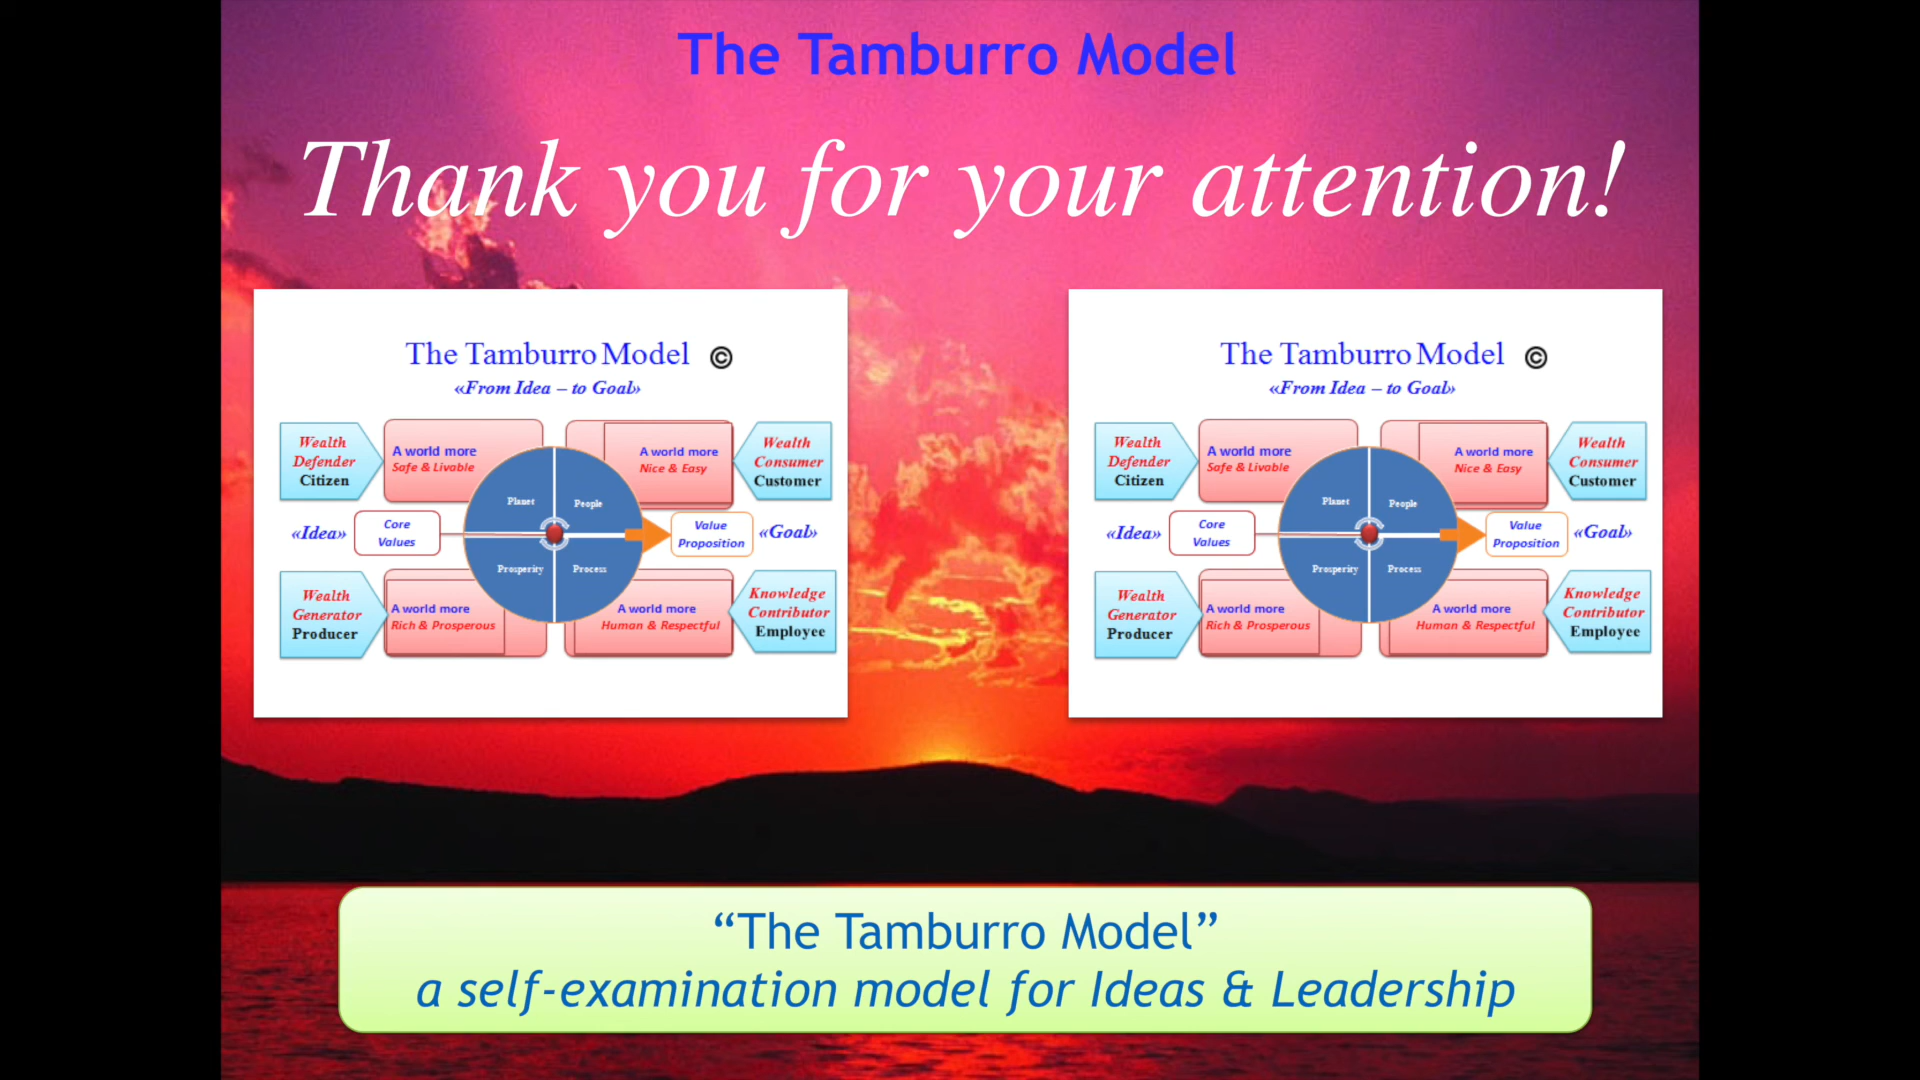 The Tamburro Model
Thank you for your attention!
The Tamburro Model ©
«From Idea – to Goal»
Wealth
Defender
Citizen
A world more
Safe & Livable
A world more
Nice & Easy
Wealth
Consumer
Customer
Planet
People
«Idea»
Core
Values
Value
Proposition
«Goal»
Prosperity
Process
Wealth
Generator
Producer
A world more
Rich & Prosperous
A world more
Human & Respectful
Knowledge
Contributor
Employee
The Tamburro Model ©
«From Idea – to Goal»
Wealth
Defender
Citizen
A world more
Safe & Livable
A world more
Nice & Easy
Wealth
Consumer
Customer
Planet
People
«Idea»
Core
Values
Value
Proposition
«Goal»
Prosperity
Process
Wealth
Generator
Producer
A world more
Rich & Prosperous
A world more
Human & Respectful
Knowledge
Contributor
Employee
“The Tamburro Model”
a self-examination model for Ideas & Leadership